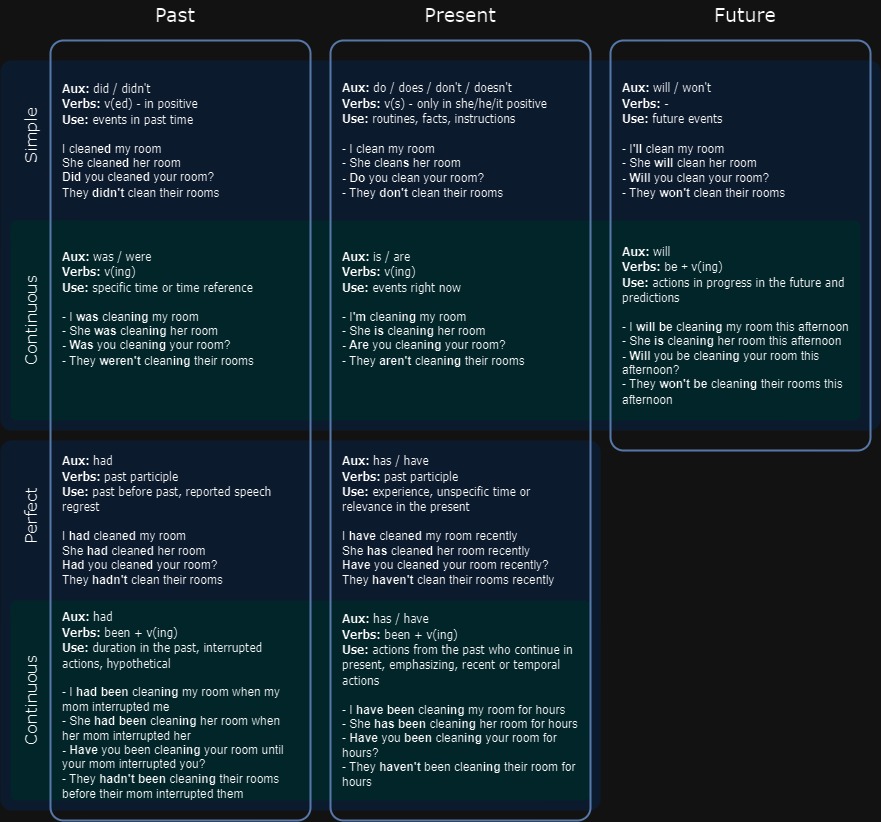 Past
Present
Future
Simple
Aux: did / didn't
Verbs: v(ed) - in positive
Use: events in past time
I cleaned my room
She cleaned her room
Did you cleaned your room?
They didn't clean their rooms
Aux: do / does / don't / doesn't
Verbs: v(s) - only in she/he/it positive
Use: routines, facts, instructions
- I clean my room
- She cleans her room
- Do you clean your room?
- They don't clean their rooms
Aux: will / won't
Verbs: -
Use: future events
- I'll clean my room
- She will clean her room
- Will you clean your room?
- They won't clean their rooms
Continuous
Aux: was / were
Verbs: v(ing)
Use: specific time or time reference
- I was cleaning my room
- She was cleaning her room
- Was you cleaning your room?
- They weren't cleaning their rooms
Aux: is / are
Verbs: v(ing)
Use: events right now
- I'm cleaning my room
- She is cleaning her room
- Are you cleaning your room?
- They aren't cleaning their rooms
Aux: will
Verbs: be + v(ing)
Use: actions in progress in the future and
predictions
- I will be cleaning my room this afternoon
- She is cleaning her room this afternoon
- Will you be cleaning your room this
afternoon?
- They won't be cleaning their rooms this
afternoon
Perfect
Aux: had
Verbs: past participle
Use: past before past, reported speech
regrest
I had cleaned my room
She had cleaned her room
Had you cleaned your room?
They hadn't clean their rooms
Aux: has / have
Verbs: past participle
Use: experience, unspecific time or
relevance in the present
I have cleaned my room recently
She has cleaned her room recently
Have you cleaned your room recently?
They haven't clean their rooms recently
Continuous
Aux: had
Verbs: been + v(ing)
Use: duration in the past, interrupted
actions, hypothetical
- I had been cleaning my room when my
mom interrupted me
- She had been cleaning her room when
her mom interrupted her
- Have you been cleaning your room until
your mom interrupted you?
- They hadn't been cleaning their rooms
before their mom interrupted them
Aux: has / have
Verbs: been + v(ing)
Use: actions from the past who continue in
present, emphasizing, recent or temporal
actions
- I have been cleaning my room for hours
- She has been cleaning her room for hours
- Have you been cleaning your room for
hours?
- They haven't been cleaning their room for
hours